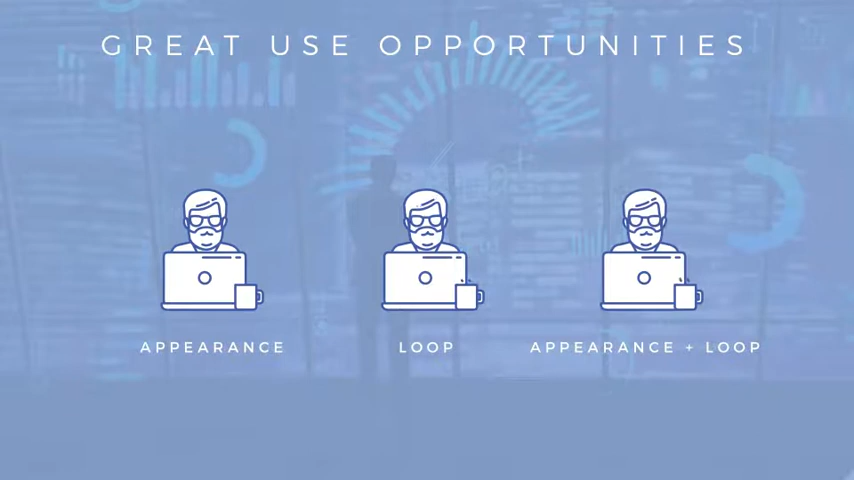 GREAT USE OPPORTUNITIES
APPEARANCE
LOOP
APPEARANCE + LOOP